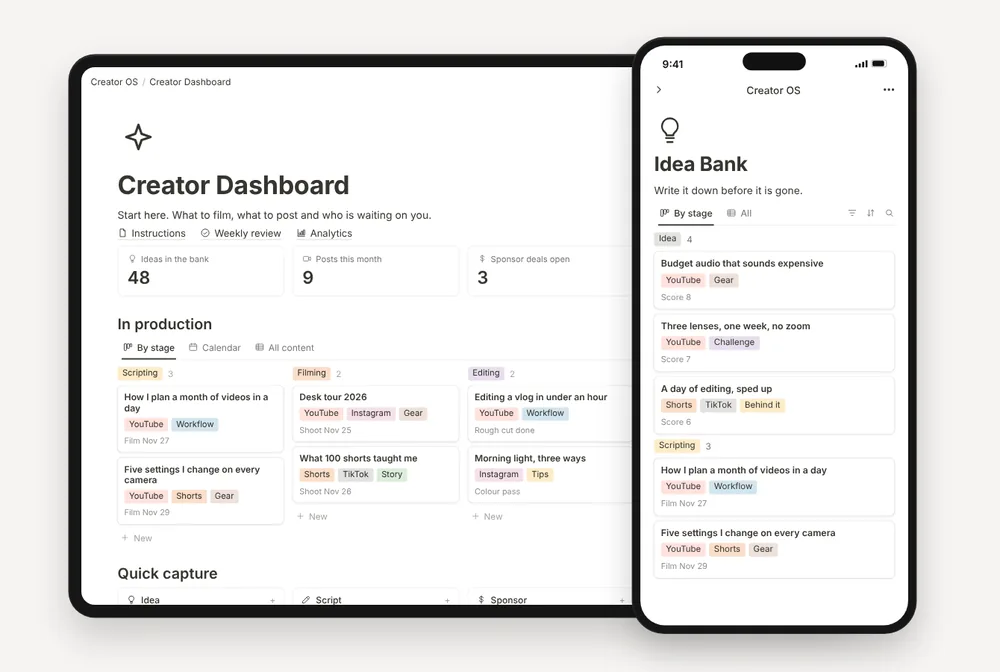 Creator OS / Creator Dashboard
Creator Dashboard
Start here. What to film, what to post and who is waiting on you.
Instructions Weekly review Analytics
Ideas in the bank
48
Posts this month
9
$ Sponsor deals open
3
In production
By stage Calendar All content
Scripting 3
How I plan a month of videos in a
day
YouTube Workflow
Film Nov 27
Five settings I change on every
camera
YouTube Shorts Gear
Film Nov 29
+ New
Filming 2
Desk tour 2026
YouTube Instagram Gear
Shoot Nov 25
What 100 shorts taught me
Shorts TikTok Story
Shoot Nov 26
+ New
Editing 2
Editing a vlog in under an hour
YouTube Workflow
Rough cut done
Morning light, three ways
Instagram Tips
Colour pass
+ New
Quick capture
Idea +
Script +
$ Sponsor +
9:41
Creator OS
Idea Bank
Write it down before it is gone.
By stage All
Idea 4
Budget audio that sounds expensive
YouTube Gear
Score 8
Three lenses, one week, no zoom
YouTube Challenge
Score 7
A day of editing, sped up
Shorts TikTok Behind it
Score 6
Scripting 3
How I plan a month of videos in a day
YouTube Workflow
Film Nov 27
Five settings I change on every camera
YouTube Shorts Gear
Film Nov 29